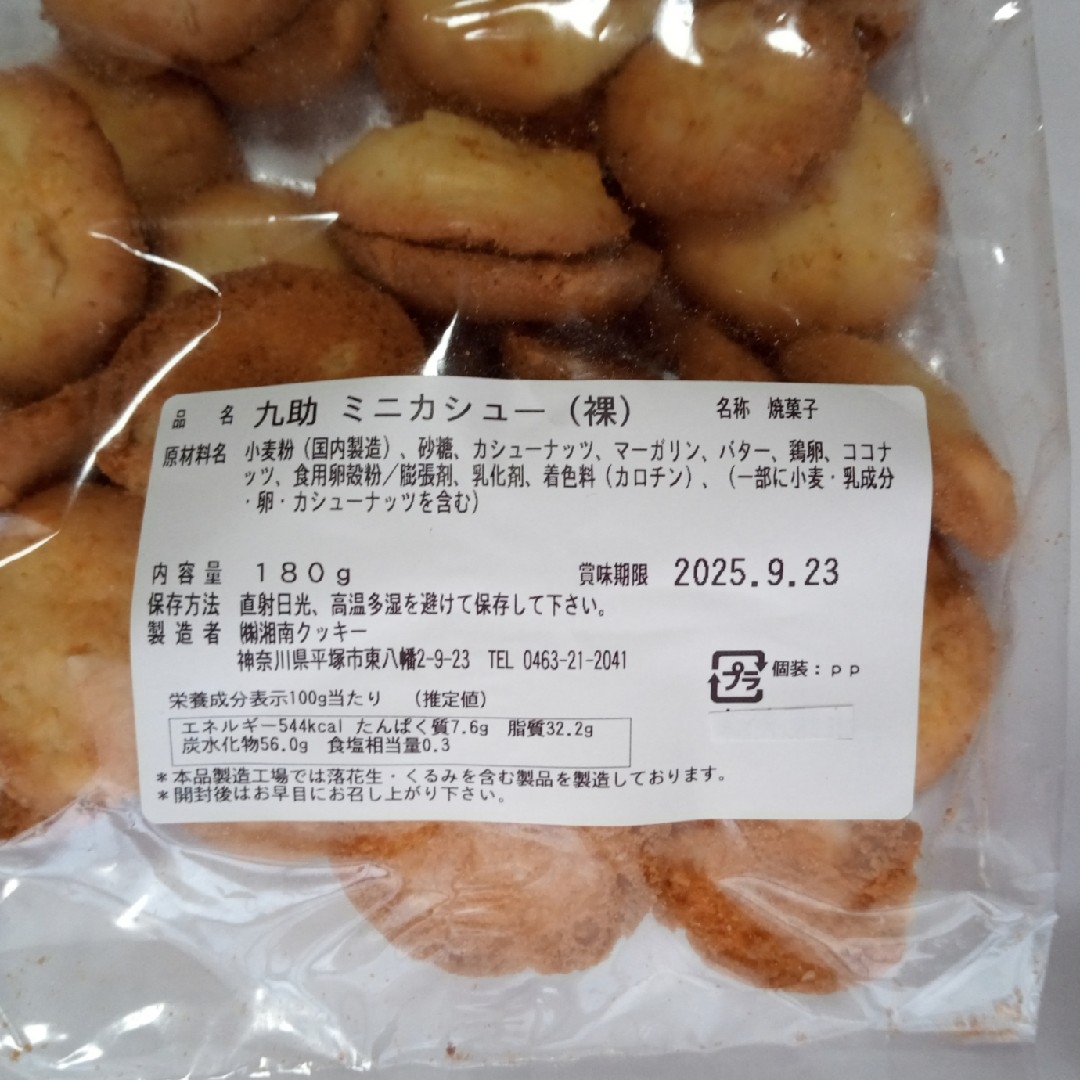 品名 九助 ミニカシュー（裸） 名称 焼菓子
原材料名 小麦粉（国内製造）、砂糖、カシューナッツ、マーガリン、バター、鶏卵、ココナ
ッツ、食用卵殻粉／膨張剤、乳化剤、着色料（カロチン）、（一部に小麦・乳成分
・卵・カシューナッツを含む）
内容量 １８０ｇ 賞味期限 2025.9.23
保存方法 直射日光、高温多湿を避けて保存して下さい。
製造者 ㈱湘南クッキー
神奈川県平塚市東八幡2-9-23 TEL 0463-21-2041
プラ 個装：ｐｐ
栄養成分表示100g当たり （推定値）
エネルギー544kcal たんぱく質7.6g 脂質32.2g
炭水化物56.0g 食塩相当量0.3
＊本品製造工場では落花生・くるみを含む製品を製造しております。
＊開封後はお早目にお召し上がり下さい。